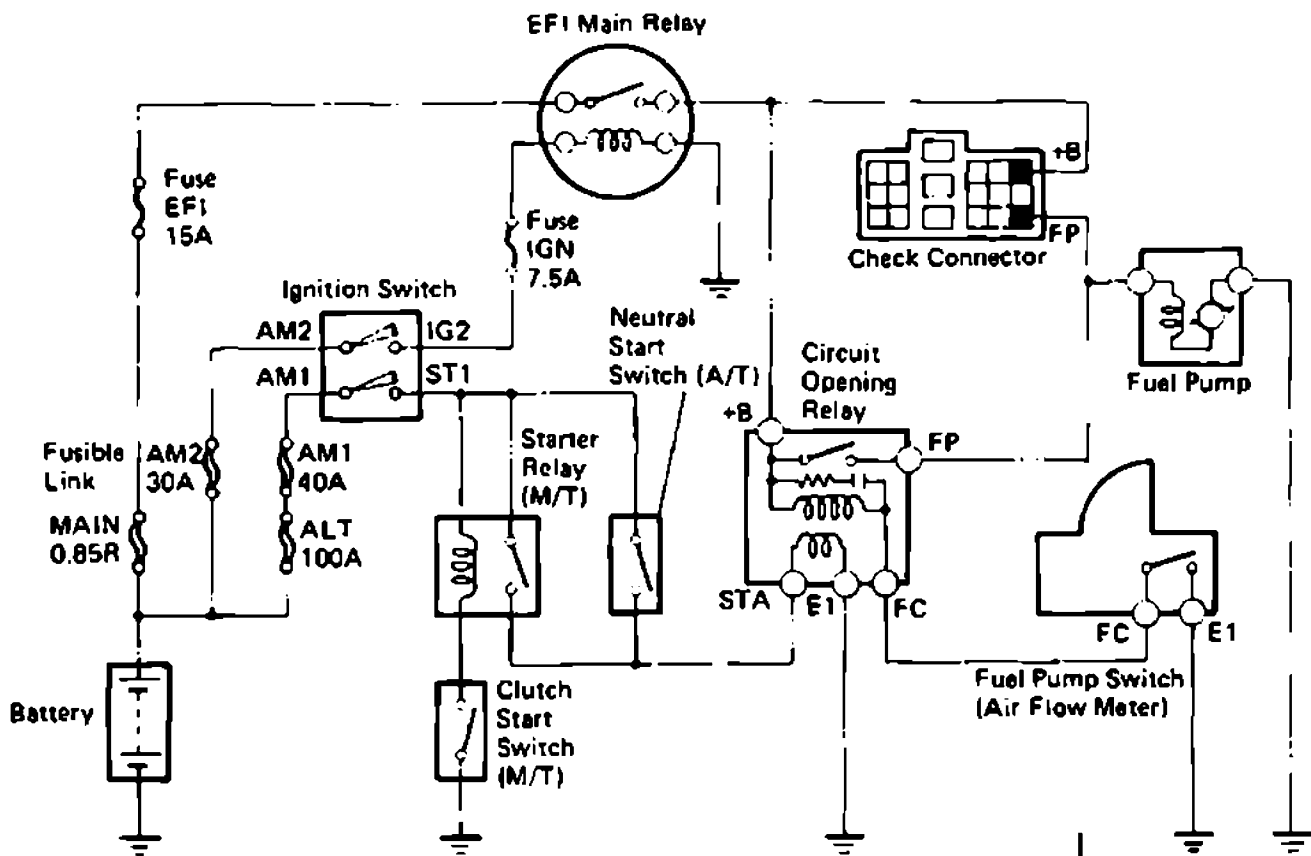 EFI Main Relay
Fuse
EFI
15A
Fuse
IGN
7.5A
+B
FP
Check Connector
Ignition Switch
AM2
IG2
AM1
ST1
Neutral
Start
Switch (A/T)
Circuit
Opening
Relay
Fuel Pump
+B
FP
Fusible
Link
AM2
30A
AM1
40A
Starter
Relay
(M/T)
MAIN
0.85R
ALT
100A
STA
E1
FC
FC
E1
Battery
Clutch
Start
Switch
(M/T)
Fuel Pump Switch
(Air Flow Meter)